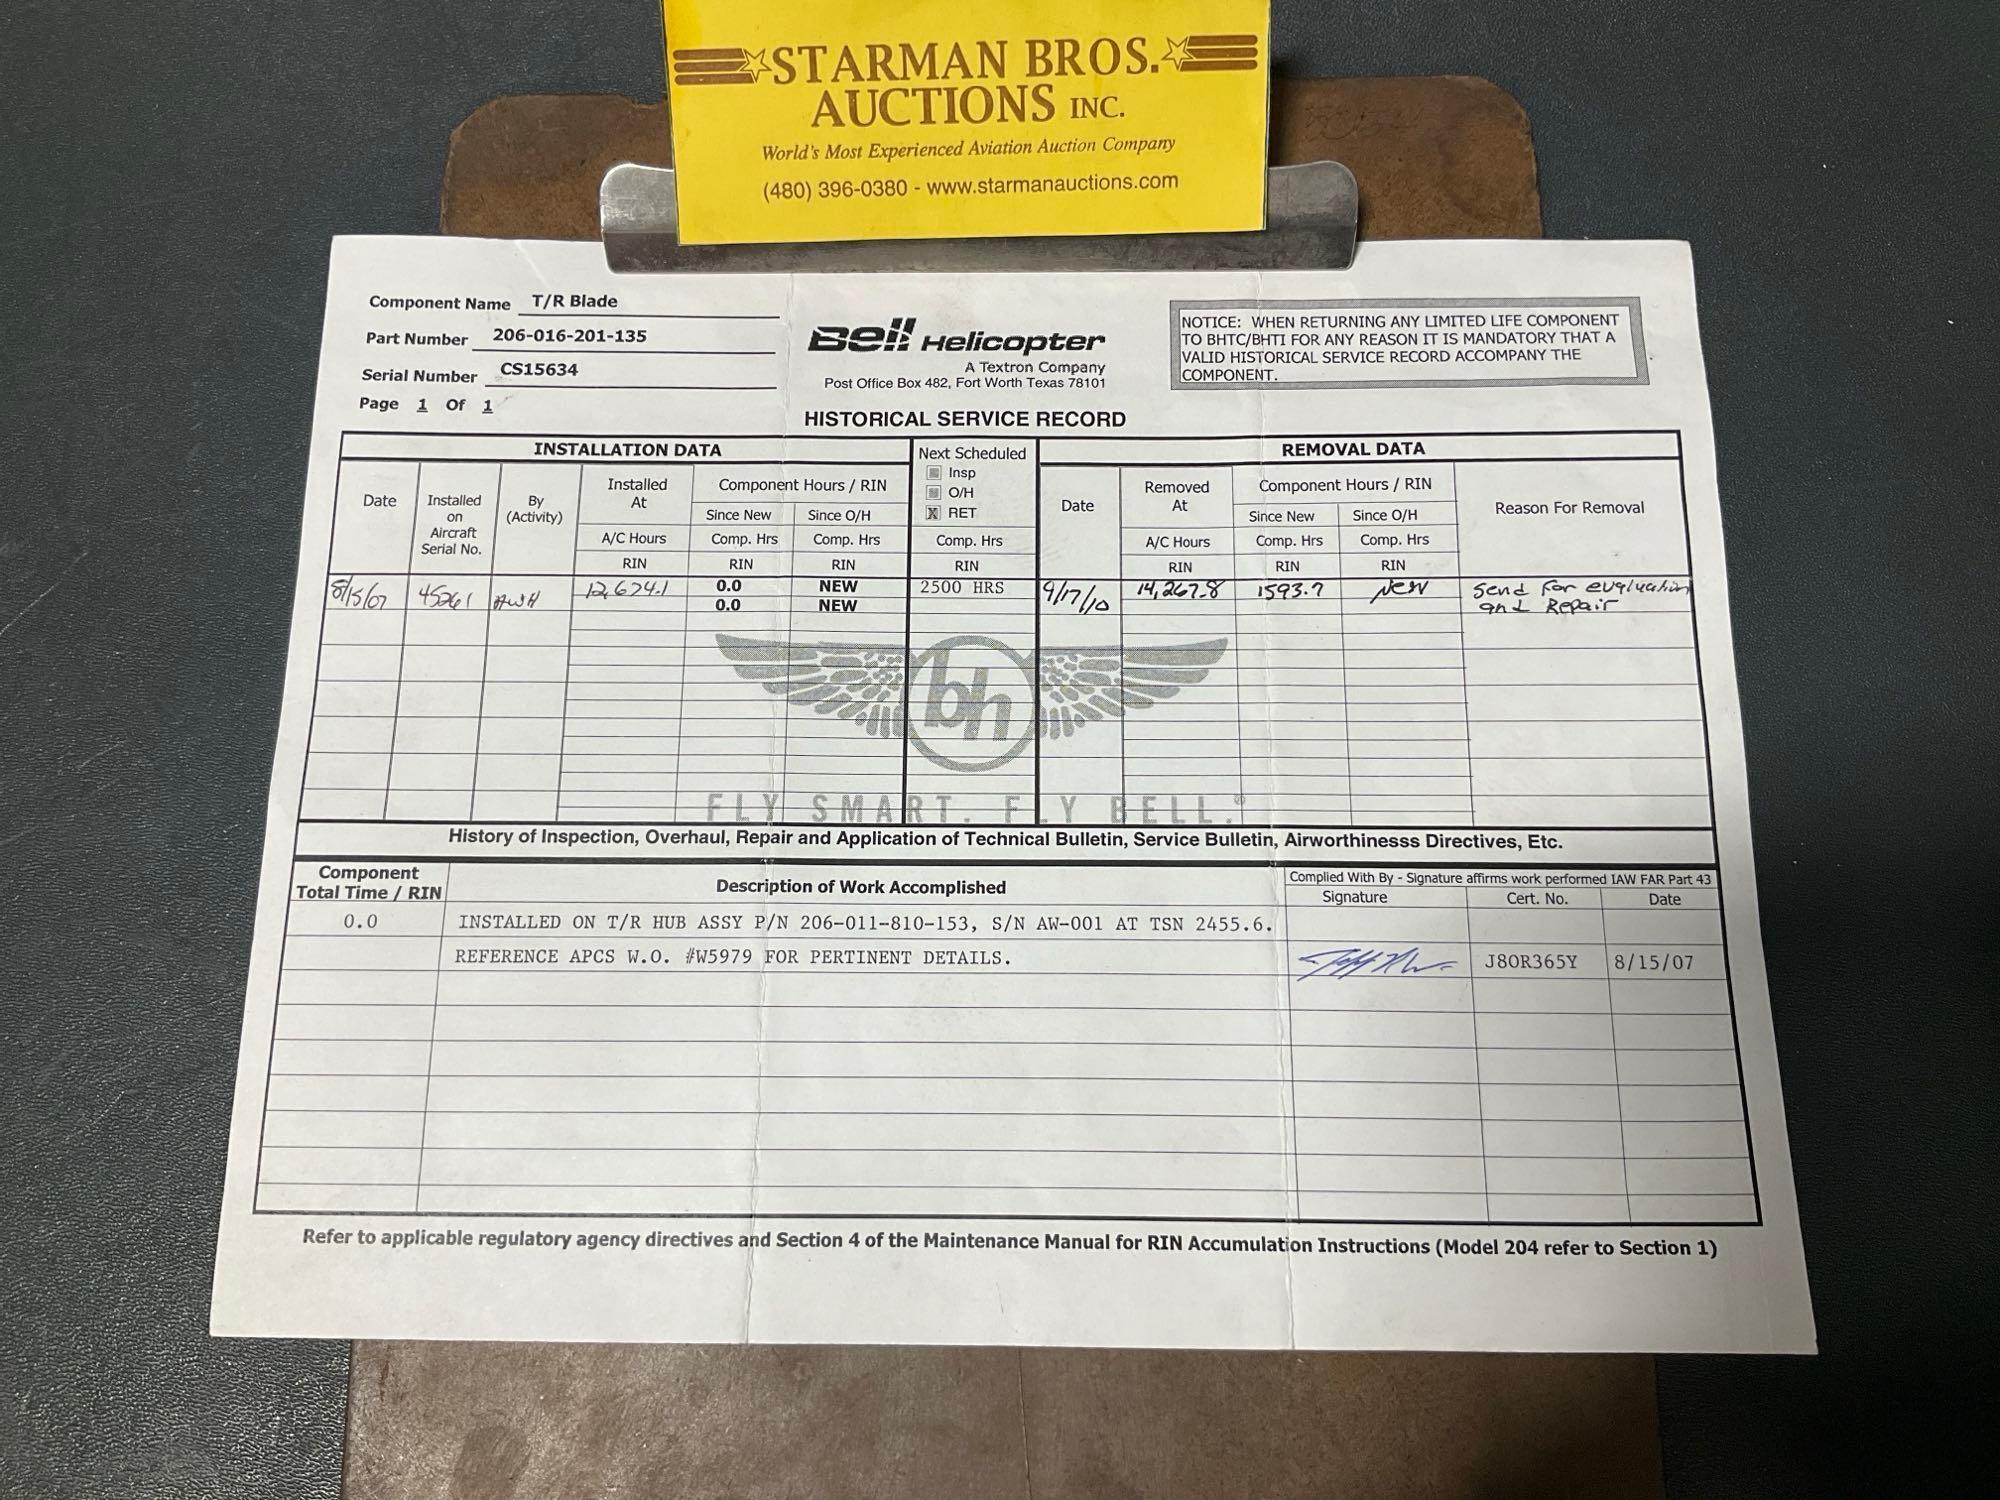 STARMAN BROS.
AUCTIONS INC.
World's Most Experienced Aviation Auction Company
(480) 396-0380 - www.starmanauctions.com
Component Name T/R Blade
Part Number 206-016-201-135
Serial Number CS15634
Page 1 Of 1
Bell Helicopter
A Textron Company
Post Office Box 482, Fort Worth Texas 78101
NOTICE: WHEN RETURNING ANY LIMITED LIFE COMPONENT
TO BHTC/BHTI FOR ANY REASON IT IS MANDATORY THAT A
VALID HISTORICAL SERVICE RECORD ACCOMPANY THE
COMPONENT.
HISTORICAL SERVICE RECORD
INSTALLATION DATA
Date
Installed
on
Aircraft
Serial No.
By
(Activity)
Installed
At
A/C Hours
RIN
Component Hours / RIN
Since New
Comp. Hrs
RIN
Since O/H
Comp. Hrs
RIN
Next Scheduled
Insp
O/H
X RET
Comp. Hrs
RIN
REMOVAL DATA
Date
Removed
At
A/C Hours
RIN
Component Hours / RIN
Since New
Comp. Hrs
RIN
Since O/H
Comp. Hrs
RIN
Reason For Removal
8/15/07 45261 AWH 12,674.1 0.0 NEW 2500 HRS 9/17/10 14,267.8 1593.7 New Send for evaluation
0.0 NEW and Repair
bh
FLY SMART. FLY BELL.®
History of Inspection, Overhaul, Repair and Application of Technical Bulletin, Service Bulletin, Airworthinesss Directives, Etc.
Component
Total Time / RIN
Description of Work Accomplished
Complied With By - Signature affirms work performed IAW FAR Part 43
Signature Cert. No. Date
0.0 INSTALLED ON T/R HUB ASSY P/N 206-011-810-153, S/N AW-001 AT TSN 2455.6.
REFERENCE APCS W.O. #W5979 FOR PERTINENT DETAILS. J80R365Y 8/15/07
Refer to applicable regulatory agency directives and Section 4 of the Maintenance Manual for RIN Accumulation Instructions (Model 204 refer to Section 1)